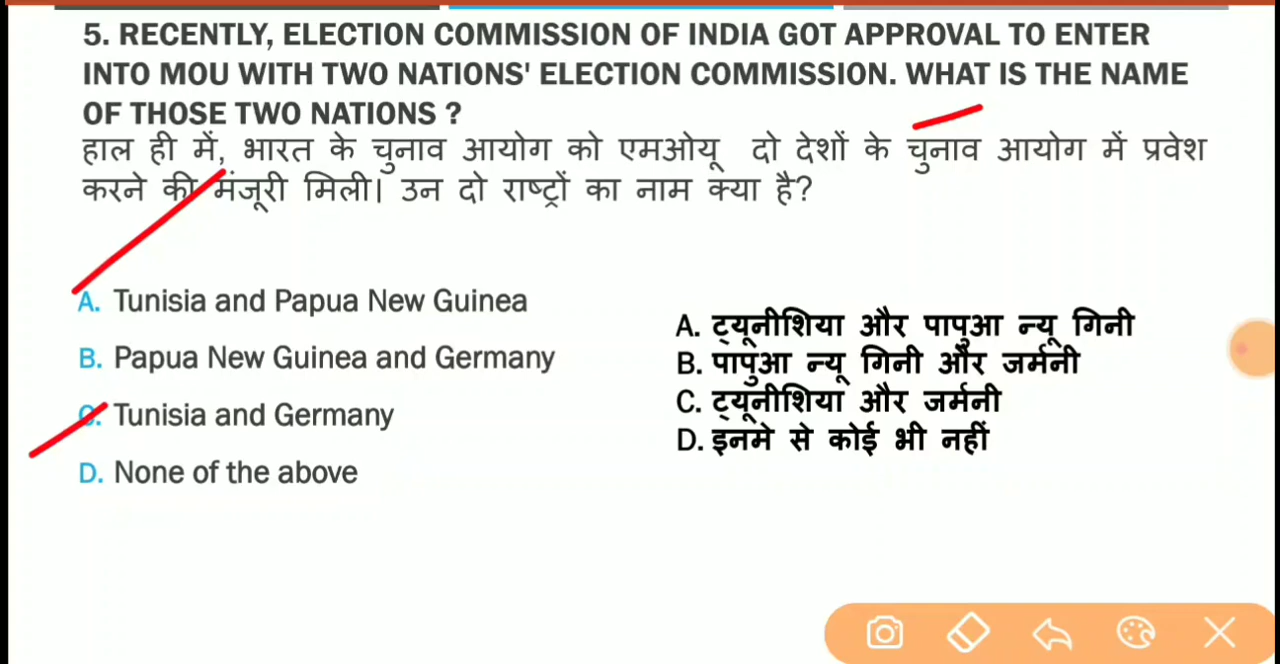 5. RECENTLY, ELECTION COMMISSION OF INDIA GOT APPROVAL TO ENTER
INTO MOU WITH TWO NATIONS' ELECTION COMMISSION. WHAT IS THE NAME
OF THOSE TWO NATIONS ?
हाल ही में, भारत के चुनाव आयोग को एमओयू दो देशों के चुनाव आयोग में प्रवेश
करने की मंजूरी मिली। उन दो राष्ट्रों का नाम क्या है?
A. Tunisia and Papua New Guinea
B. Papua New Guinea and Germany
C. Tunisia and Germany
D. None of the above
A. ट्यूनीशिया और पापुआ न्यू गिनी
B. पापुआ न्यू गिनी और जर्मनी
C. ट्यूनीशिया और जर्मनी
D. इनमे से कोई भी नहीं